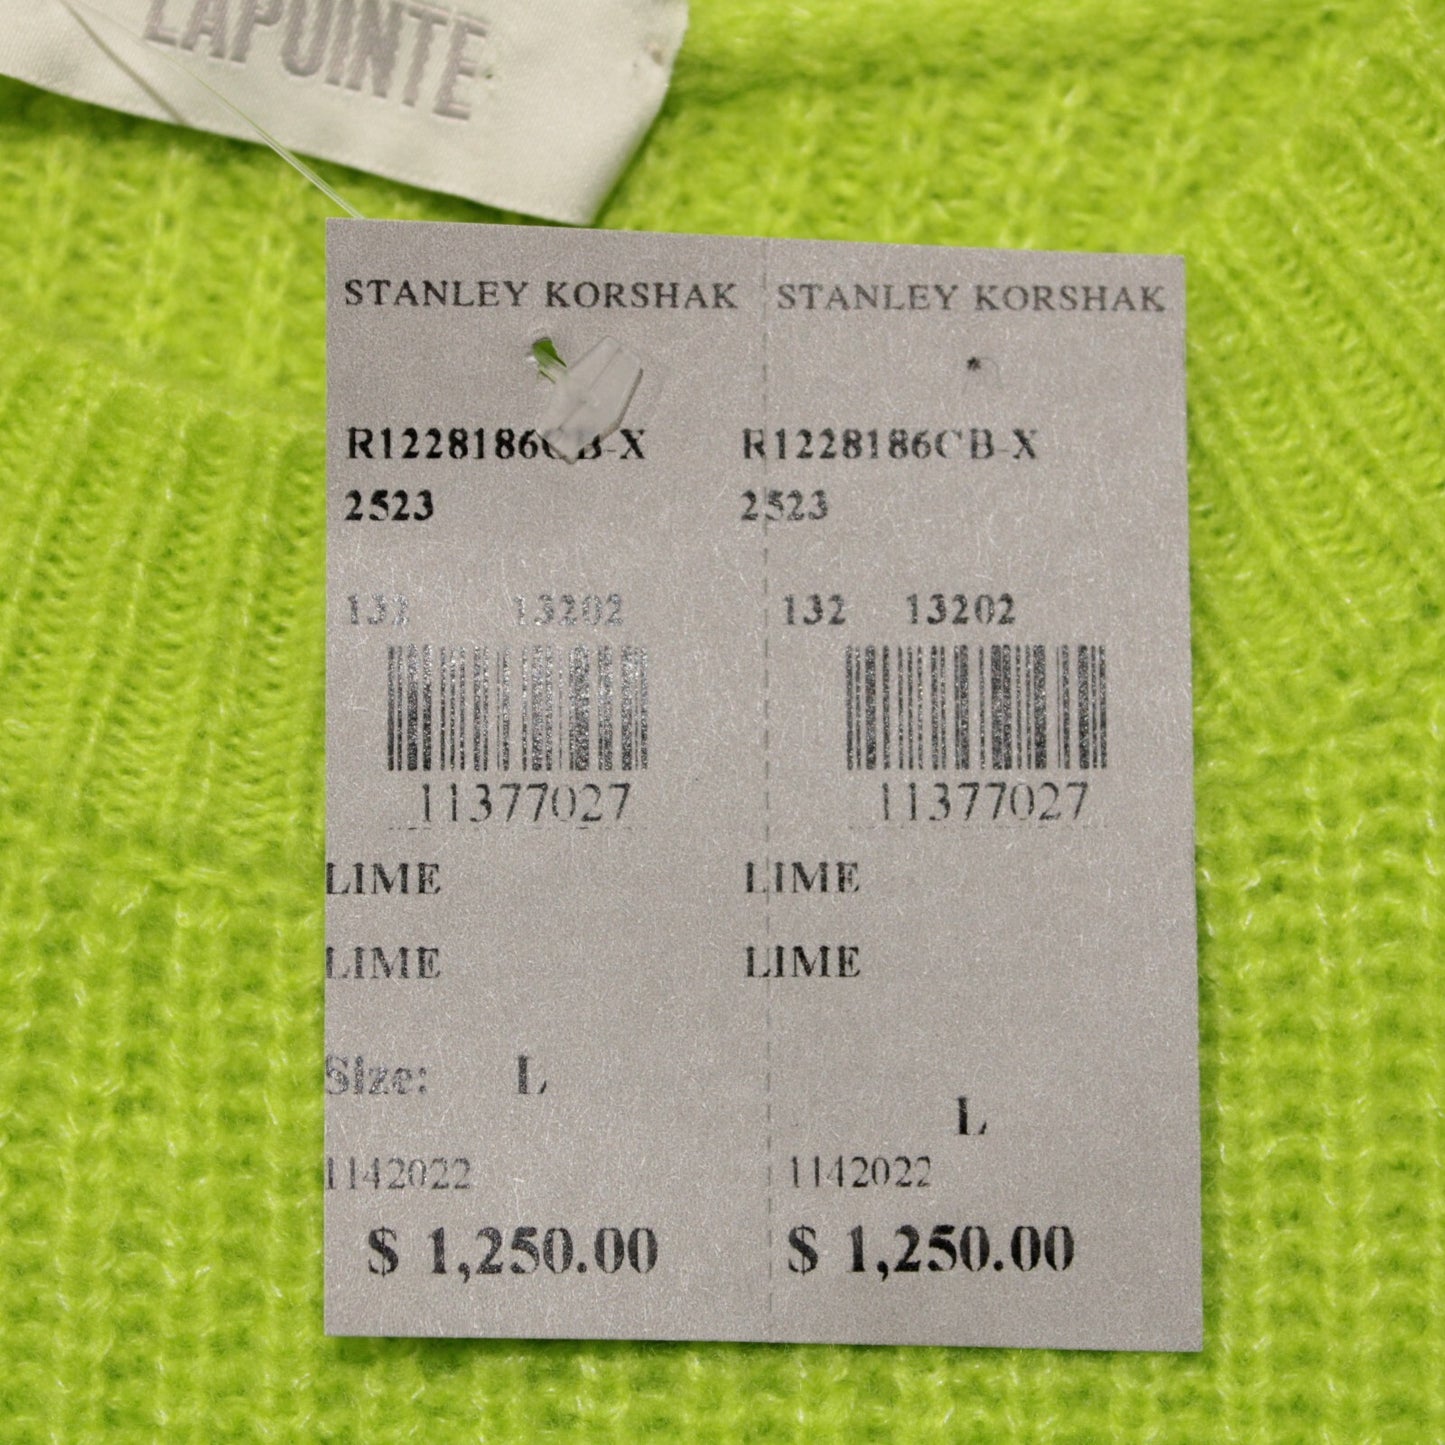 LAPOINTE
STANLEY KORSHAK
R1228186CB-X
2523
132 13202
11377027
LIME
LIME
Size: L
1142022
$ 1,250.00
STANLEY KORSHAK
R1228186CB-X
2523
132 13202
11377027
LIME
LIME
L
1142022
$ 1,250.00